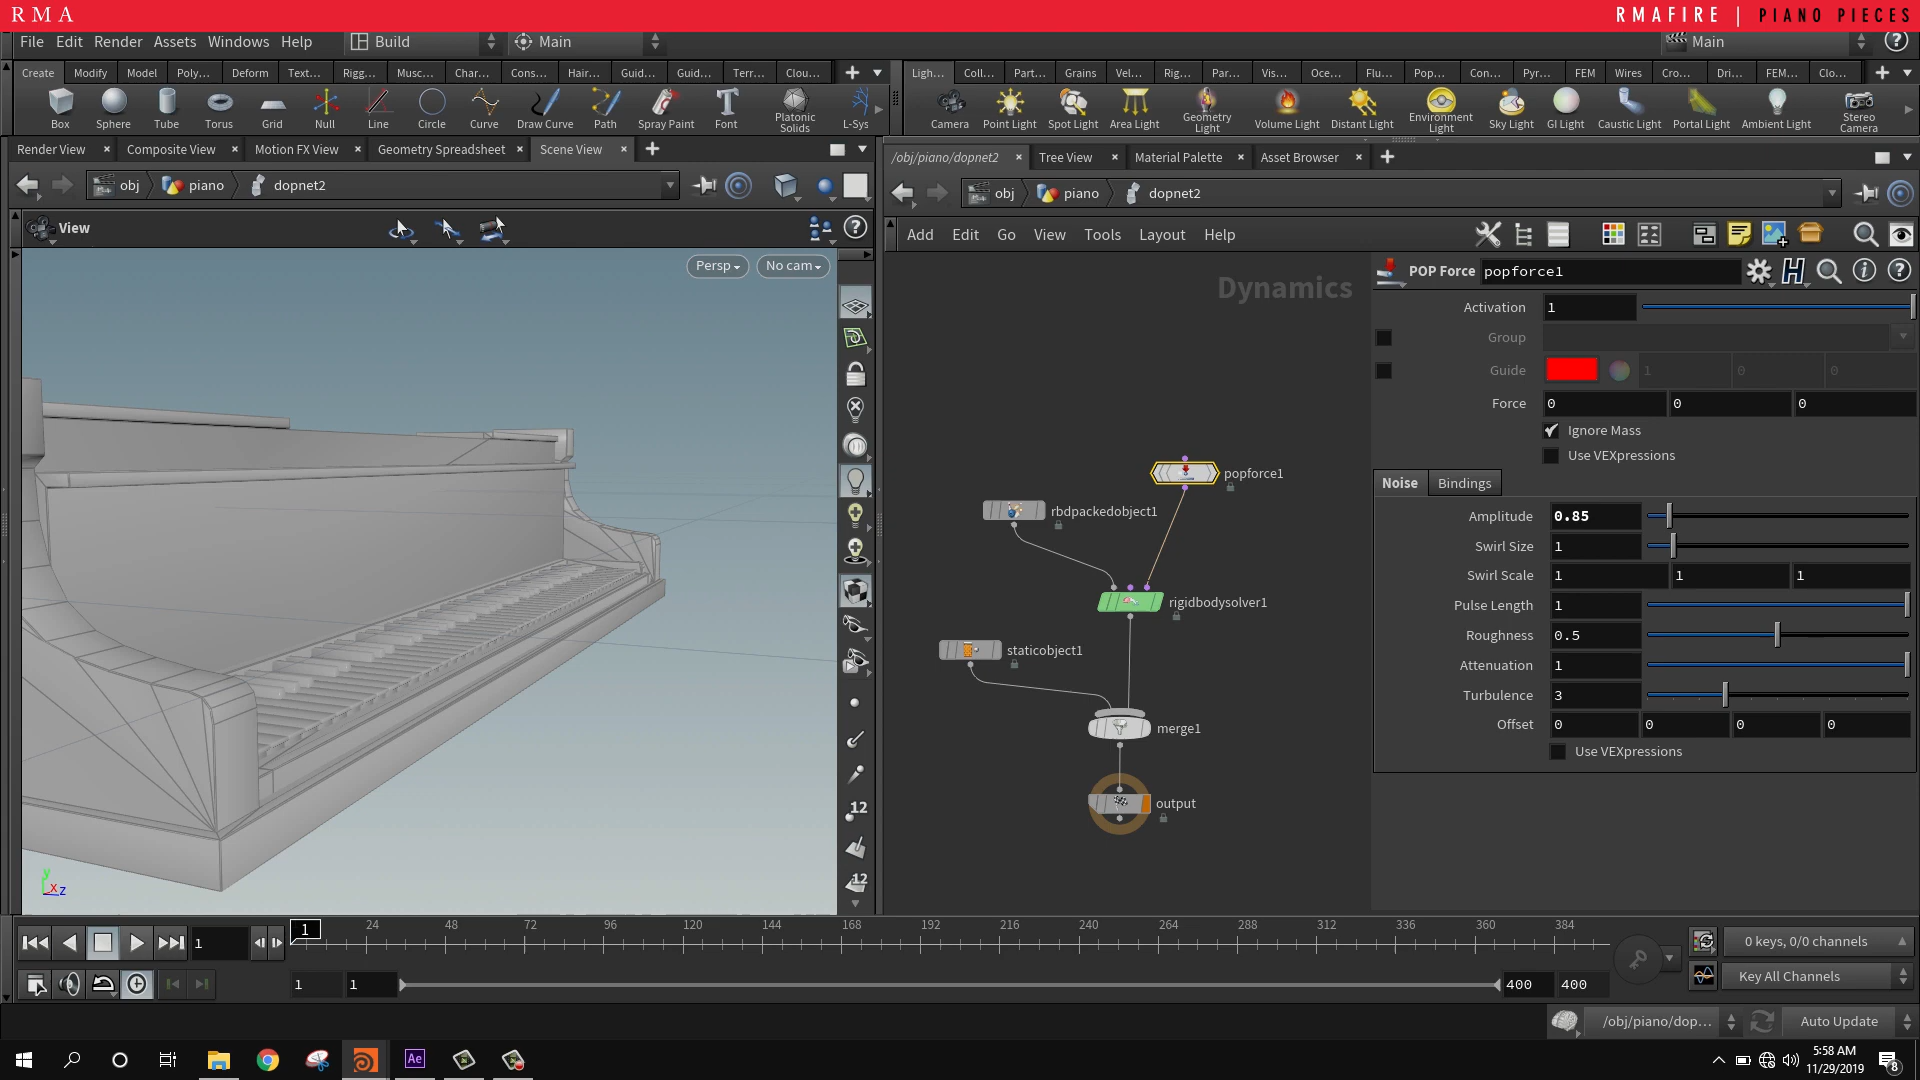 RMA
RMAFIRE | PIANO PIECES
File Edit Render Assets Windows Help Build Main Main
Create Modify Model Poly... Deform Text... Rigg... Musc... Char... Cons... Hair... Guid... Guid... Terr... Clou...
Ligh... Coll... Part... Grains Vel... Rig... Par... Vis... Oce... Flu... Pop... Con... Pyr... FEM Wires Cro... Dri... FEM... Clo...
Box Sphere Tube Torus Grid Null Line Circle Curve Draw Curve Path Spray Paint Font Platonic Solids L-Sys
Camera Point Light Spot Light Area Light Geometry Light Volume Light Distant Light Environment Light Sky Light GI Light Caustic Light Portal Light Ambient Light Stereo Camera
Render View Composite View Motion FX View Geometry Spreadsheet Scene View
/obj/piano/dopnet2 Tree View Material Palette Asset Browser
obj piano dopnet2
obj piano dopnet2
View
Add Edit Go View Tools Layout Help
Persp No cam
Dynamics
POP Force popforce1
Activation 1
Group
Guide 1 0 0
Force 0 0 0
Ignore Mass
Use VEXpressions
Noise Bindings
Amplitude 0.85
Swirl Size 1
Swirl Scale 1 1 1
Pulse Length 1
Roughness 0.5
Attenuation 1
Turbulence 3
Offset 0 0 0 0
Use VEXpressions
popforce1
rbdpackedobject1
rigidbodysolver1
staticobject1
merge1
output
12
12
y x z
1 1 24 48 72 96 120 144 168 192 216 240 264 288 312 336 360 384
0 keys, 0/0 channels
1 1 400 400
Key All Channels
/obj/piano/dop... Auto Update
Ae
5:58 AM
11/29/2019
8